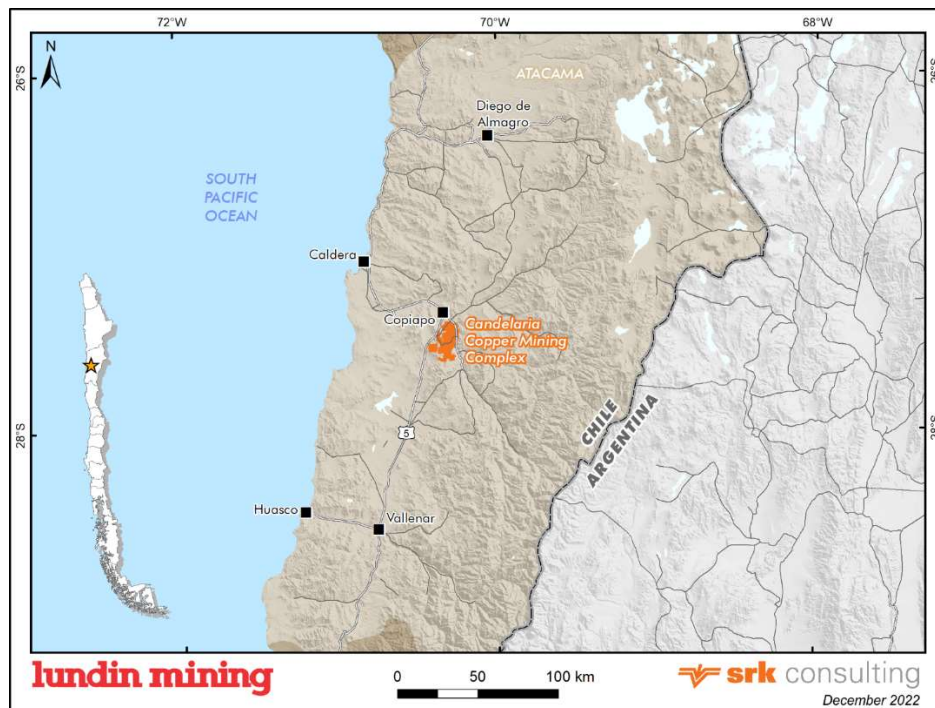 72°W
70°W
68°W
N
26°S
26°S
ATACAMA
Diego de
Almagro
SOUTH
PACIFIC
OCEAN
Caldera
Copiapo
Candelaria
Copper Mining
Complex
CHILE
ARGENTINA
5
28°S
28°S
Huasco
Vallenar
lundin mining
0 50 100 km
srk consulting
December 2022